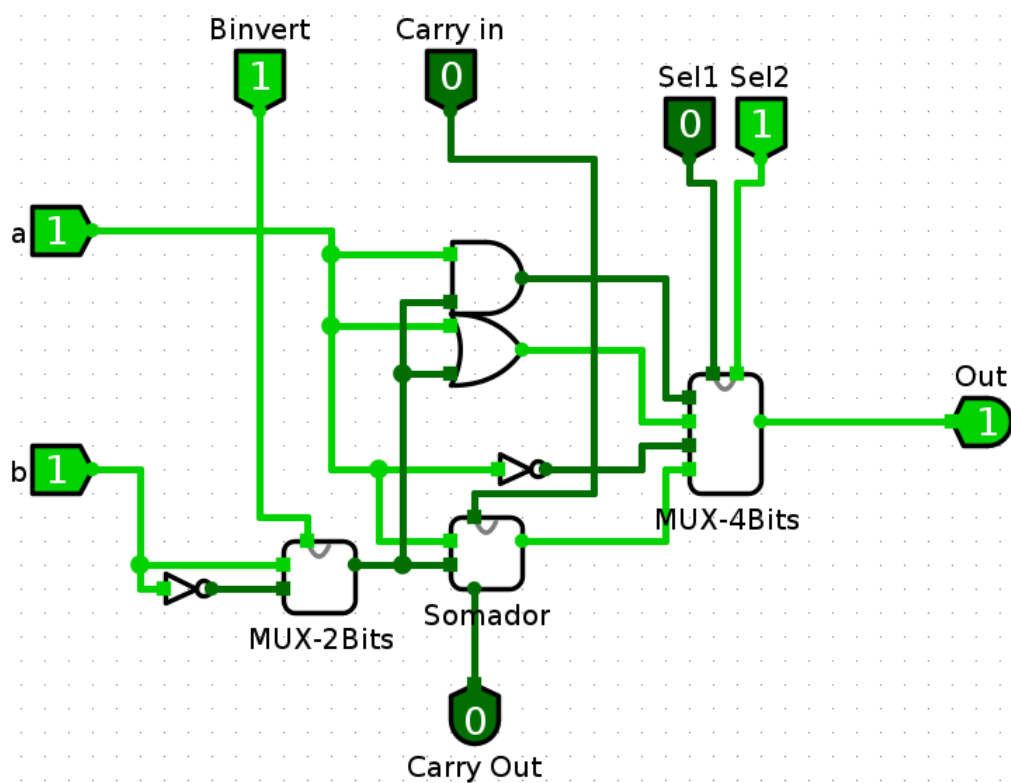 Binvert
Carry in
1
0
Sel1
Sel2
0
1
a
1
Out
1
b
1
MUX-4Bits
Somador
MUX-2Bits
0
Carry Out